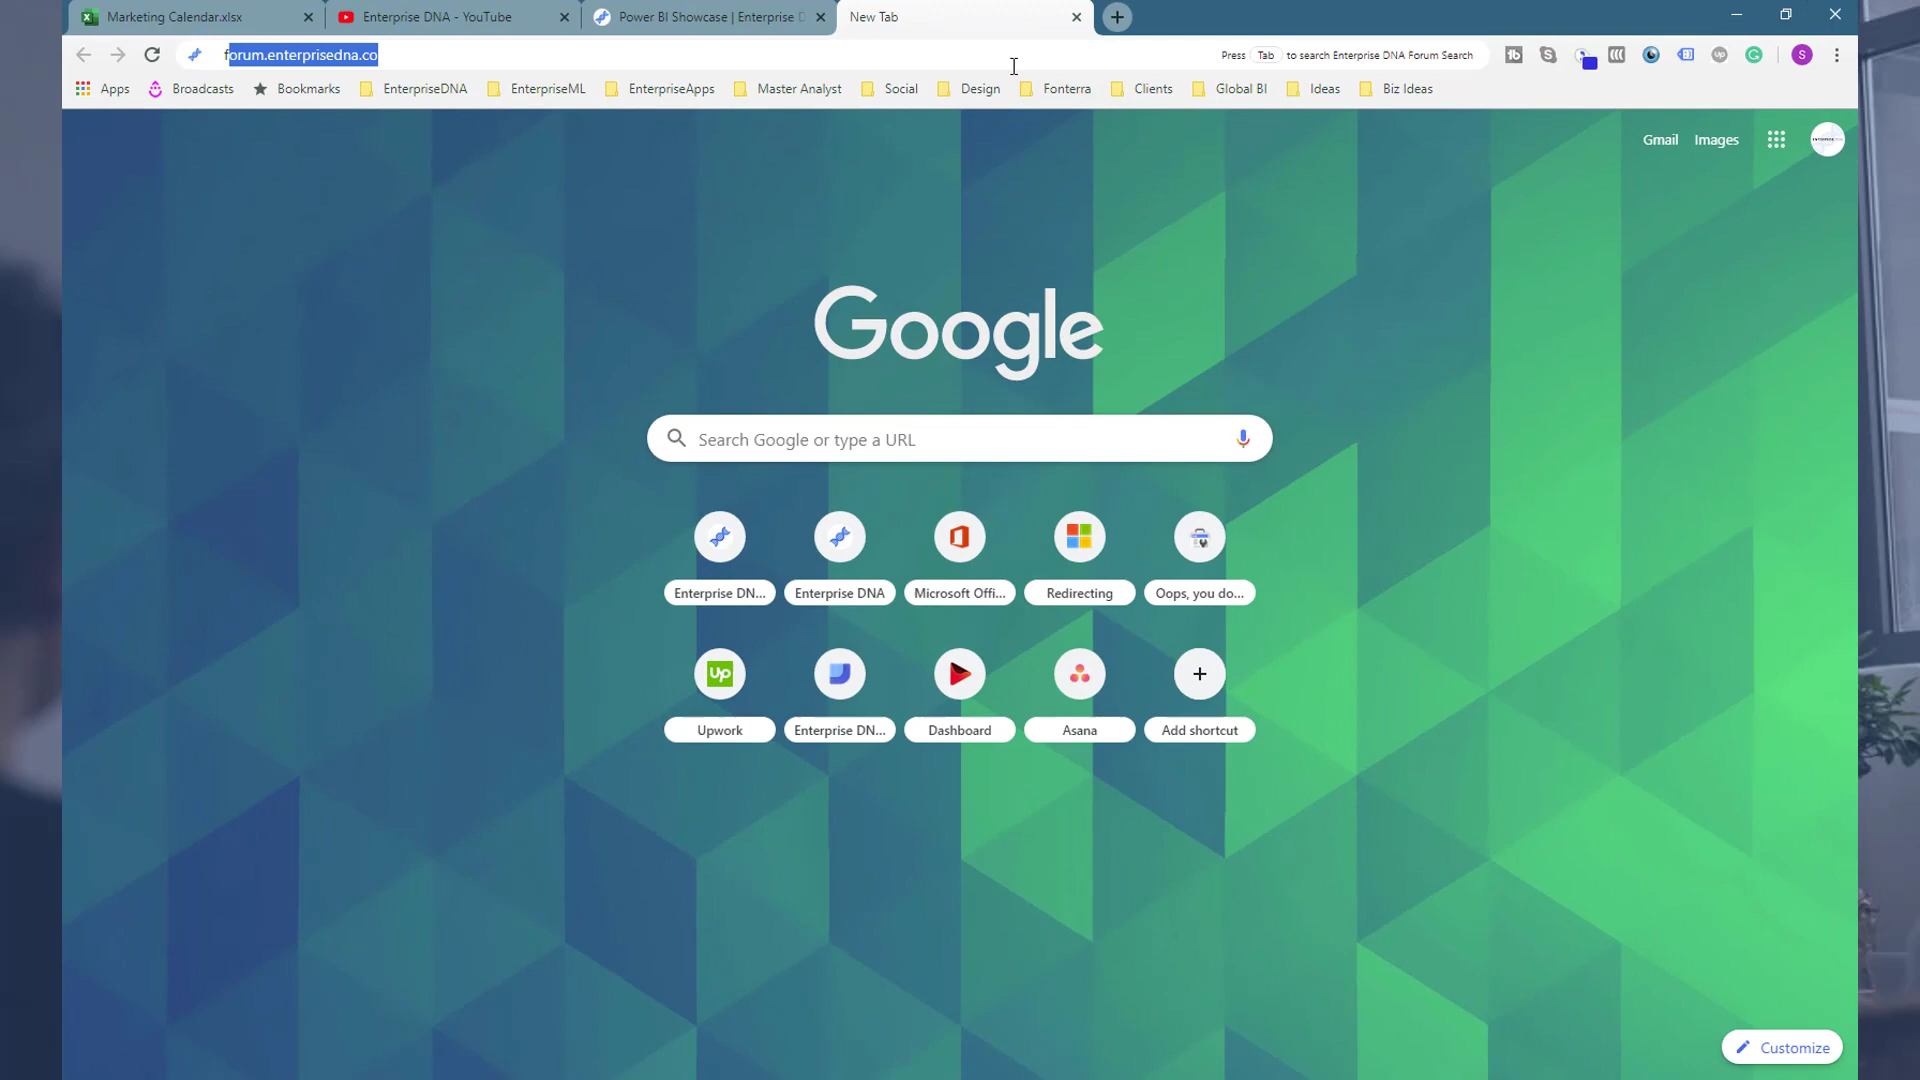 Marketing Calendar.xlsx
Enterprise DNA - YouTube
Power BI Showcase | Enterprise D
New Tab
forum.enterprisedna.co
Press Tab to search Enterprise DNA Forum Search
Apps
Broadcasts
Bookmarks
EnterpriseDNA
EnterpriseML
EnterpriseApps
Master Analyst
Social
Design
Fonterra
Clients
Global BI
Ideas
Biz Ideas
Gmail
Images
Google
Search Google or type a URL
Enterprise DN...
Enterprise DNA
Microsoft Offi...
Redirecting
Oops, you do...
Up
Upwork
Enterprise DN...
Dashboard
Asana
Add shortcut
Customize